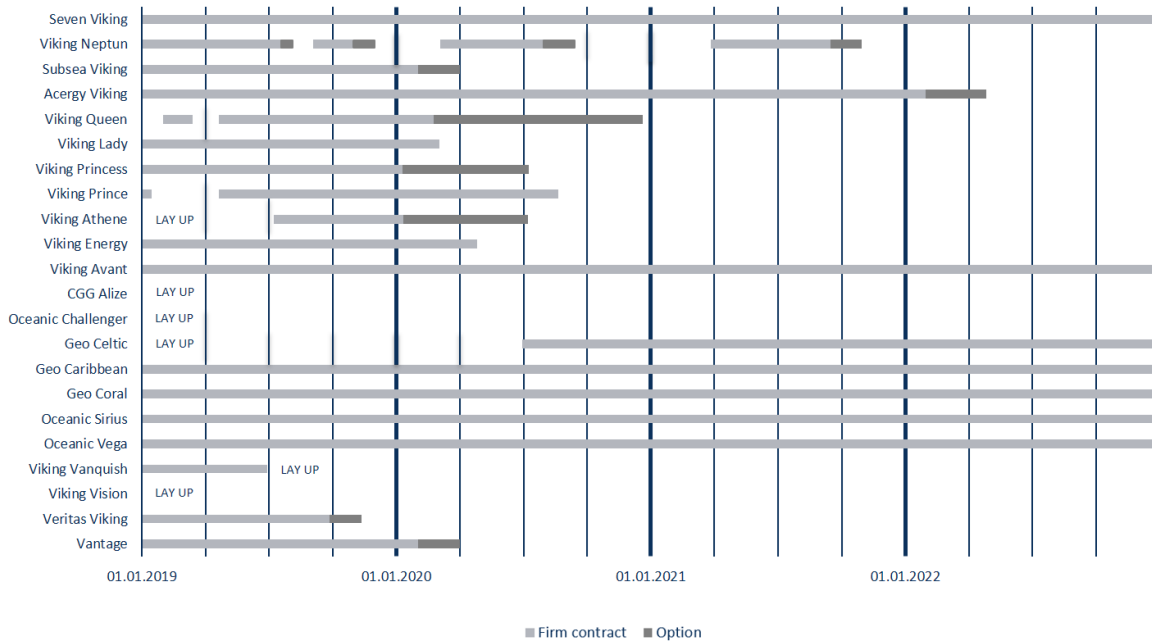 Seven Viking
Viking Neptun
Subsea Viking
Acergy Viking
Viking Queen
Viking Lady
Viking Princess
Viking Prince
Viking Athene LAY UP
Viking Energy
Viking Avant
CGG Alize LAY UP
Oceanic Challenger LAY UP
Geo Celtic LAY UP
Geo Caribbean
Geo Coral
Oceanic Sirius
Oceanic Vega
Viking Vanquish LAY UP
Viking Vision LAY UP
Veritas Viking
Vantage
01.01.2019 01.01.2020 01.01.2021 01.01.2022
Firm contract Option